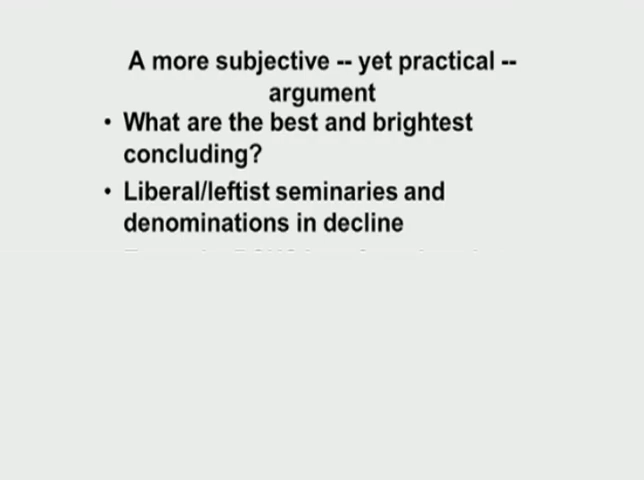 A more subjective -- yet practical --
argument
• What are the best and brightest
concluding?
• Liberal/leftist seminaries and
denominations in decline